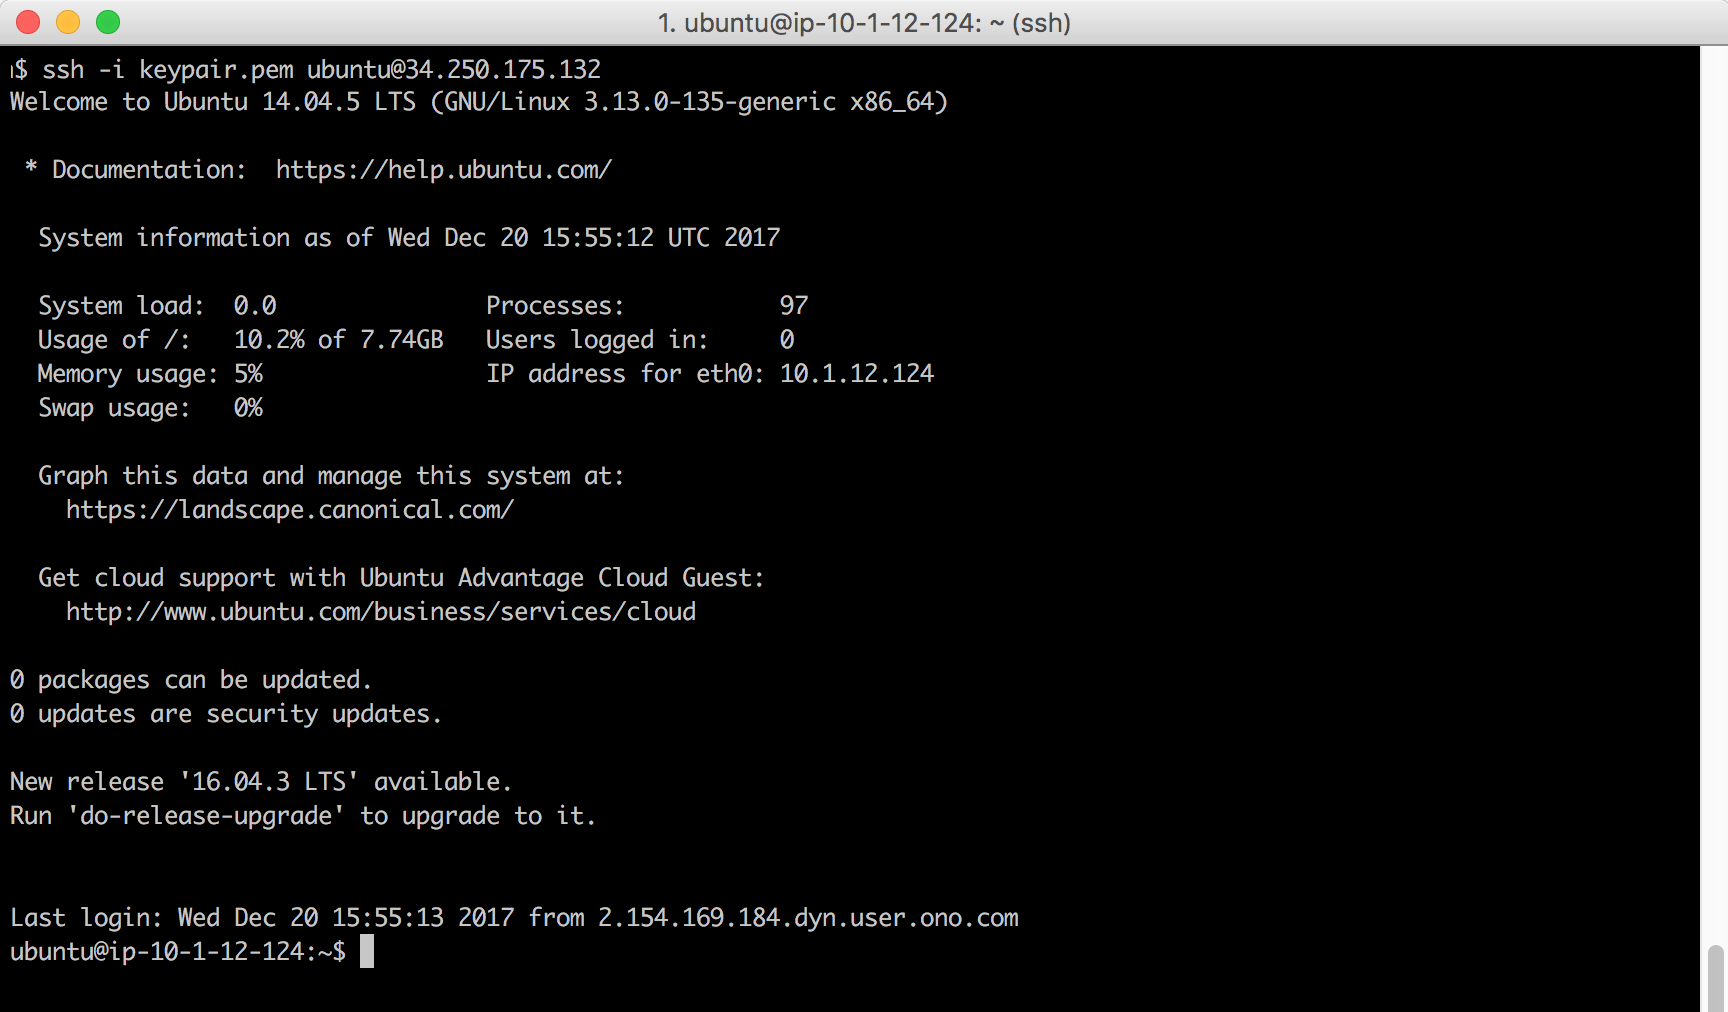 1. ubuntu@ip-10-1-12-124: ~ (ssh)
$ ssh -i keypair.pem ubuntu@34.250.175.132
Welcome to Ubuntu 14.04.5 LTS (GNU/Linux 3.13.0-135-generic x86_64)
* Documentation:  https://help.ubuntu.com/
System information as of Wed Dec 20 15:55:12 UTC 2017
System load:  0.0               Processes:           97
Usage of /:   10.2% of 7.74GB   Users logged in:     0
Memory usage: 5%                IP address for eth0: 10.1.12.124
Swap usage:   0%
Graph this data and manage this system at:
https://landscape.canonical.com/
Get cloud support with Ubuntu Advantage Cloud Guest:
http://www.ubuntu.com/business/services/cloud
0 packages can be updated.
0 updates are security updates.
New release '16.04.3 LTS' available.
Run 'do-release-upgrade' to upgrade to it.
Last login: Wed Dec 20 15:55:13 2017 from 2.154.169.184.dyn.user.ono.com
ubuntu@ip-10-1-12-124:~$